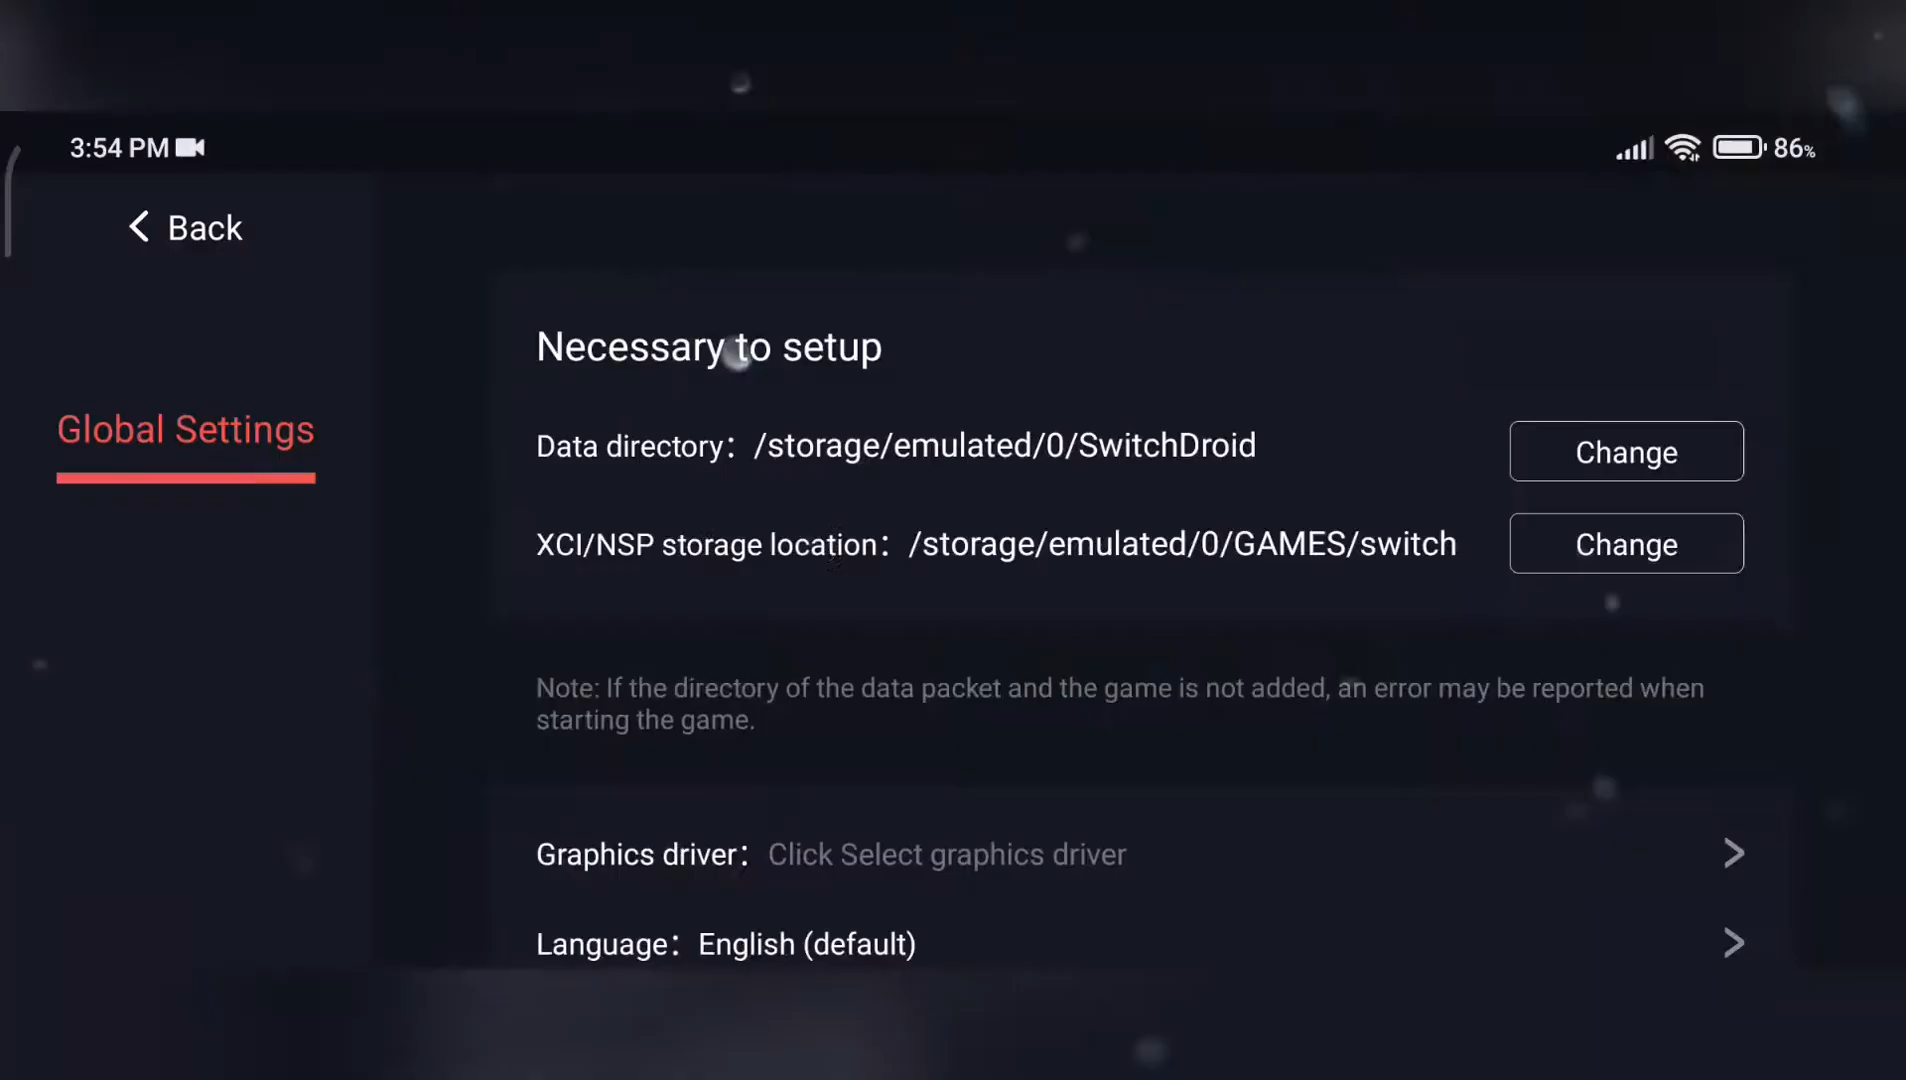 3:54 PM
86%
Back
Global Settings
Necessary to setup
Data directory： /storage/emulated/0/SwitchDroid
Change
XCI/NSP storage location： /storage/emulated/0/GAMES/switch
Change
Note: If the directory of the data packet and the game is not added, an error may be reported when
starting the game.
Graphics driver： Click Select graphics driver
Language： English (default)